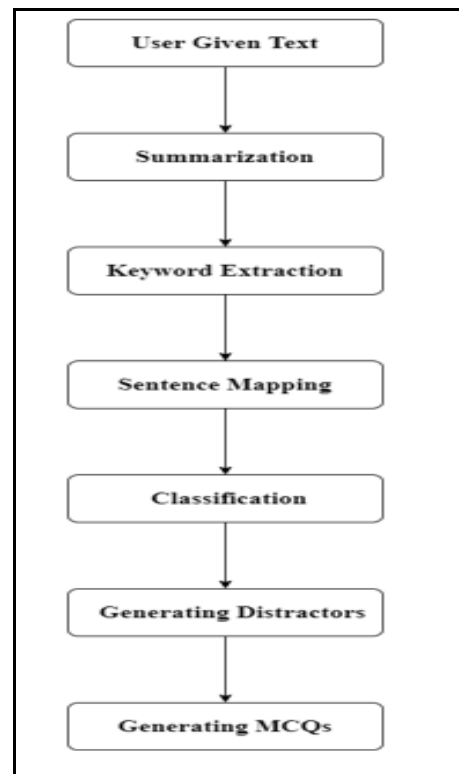 User Given Text
Summarization
Keyword Extraction
Sentence Mapping
Classification
Generating Distractors
Generating MCQs